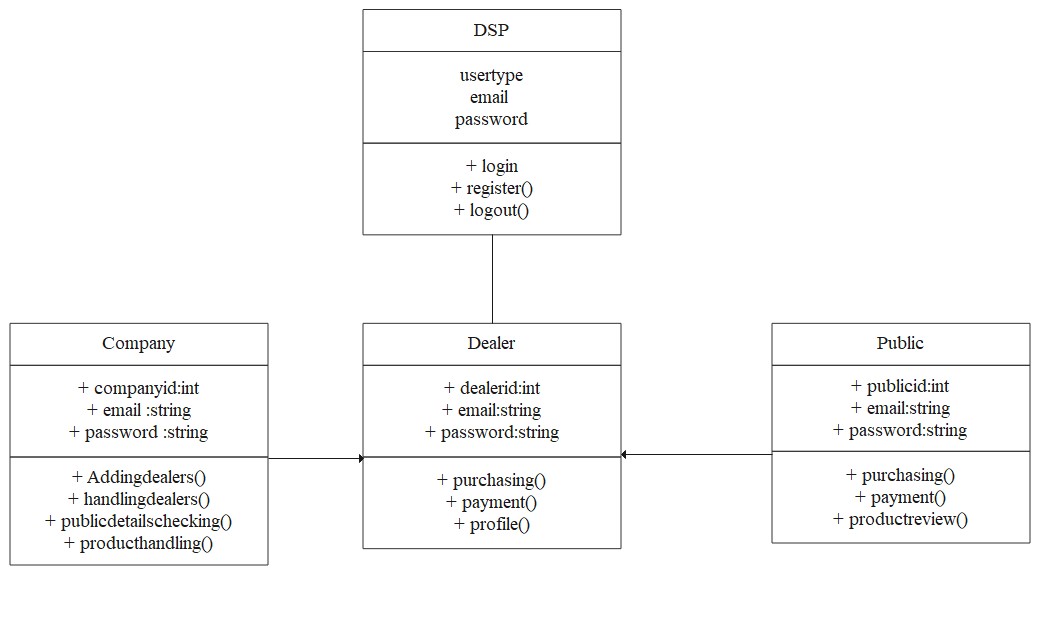 DSP
usertype
email
password
+ login
+ register()
+ logout()
Company
+ companyid:int
+ email :string
+ password :string
+ Addingdealers()
+ handlingdealers()
+ publicdetailschecking()
+ producthandling()
Dealer
+ dealerid:int
+ email:string
+ password:string
+ purchasing()
+ payment()
+ profile()
Public
+ publicid:int
+ email:string
+ password:string
+ purchasing()
+ payment()
+ productreview()